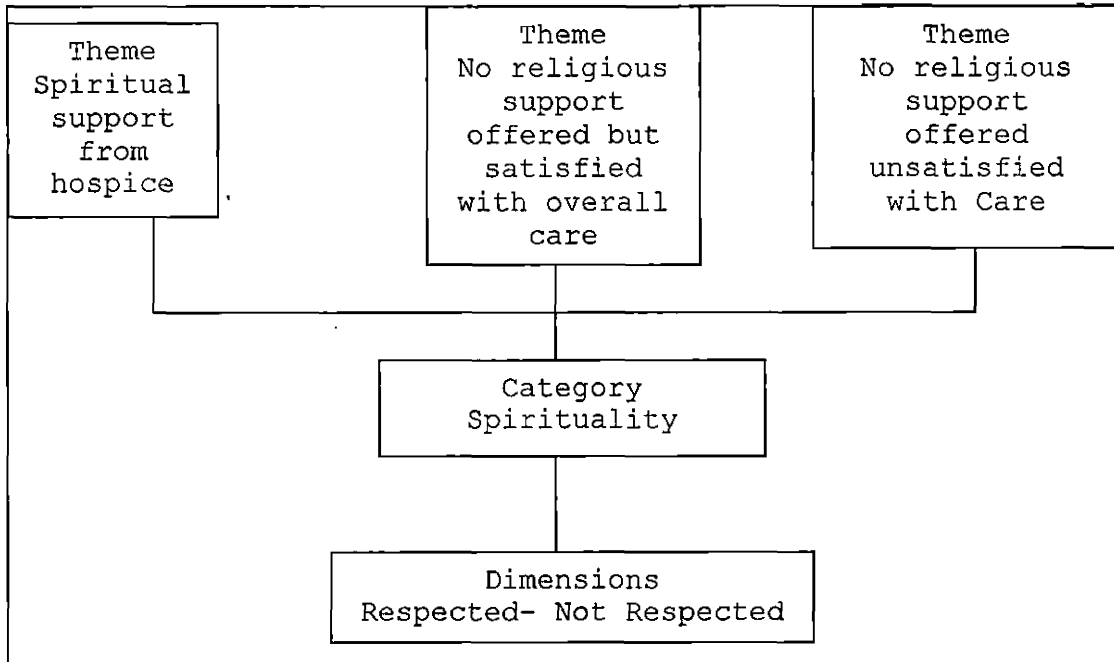 Theme
Spiritual
support
from
hospice
Theme
No religious
support
offered but
satisfied
with overall
care
Theme
No religious
support
offered
unsatisfied
with Care
Category
Spirituality
Dimensions
Respected- Not Respected